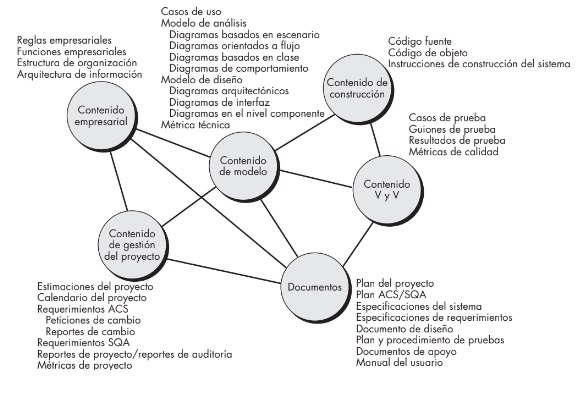 Reglas empresariales
Funciones empresariales
Estructura de organización
Arquitectura de información
Contenido
empresarial
Casos de uso
Modelo de análisis
Diagramas basados en escenario
Diagramas orientados a flujo
Diagramas basados en clase
Diagramas de comportamiento
Modelo de diseño
Diagramas arquitectónicos
Diagramas de interfaz
Diagramas en el nivel componente
Métrica técnica
Contenido
de modelo
Código fuente
Código de objeto
Instrucciones de construcción del sistema
Contenido de
construcción
Casos de prueba
Guiones de prueba
Resultados de prueba
Métricas de calidad
Contenido
V y V
Contenido
de gestión
del proyecto
Estimaciones del proyecto
Calendario del proyecto
Requerimientos ACS
Peticiones de cambio
Reportes de cambio
Requerimientos SQA
Reportes de proyecto/reportes de auditoría
Métricas de proyecto
Documentos
Plan del proyecto
Plan ACS/SQA
Especificaciones del sistema
Especificaciones de requerimientos
Documento de diseño
Plan y procedimiento de pruebas
Documentos de apoyo
Manual del usuario